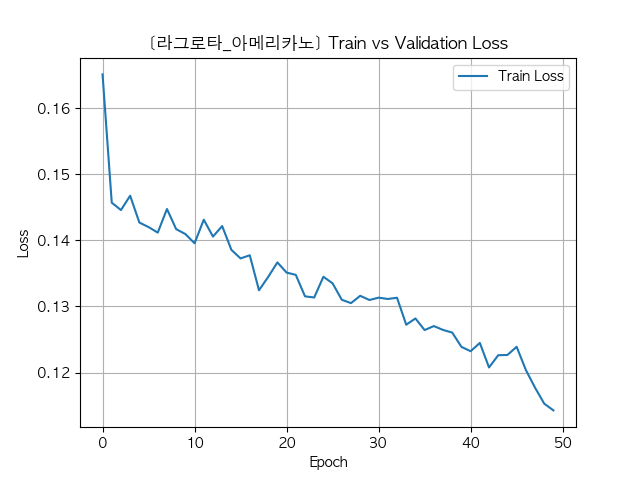 [라그로타_아메리카노] Train vs Validation Loss
Train Loss
0.16
0.15
0.14
0.13
0.12
Loss
0
10
20
30
40
50
Epoch